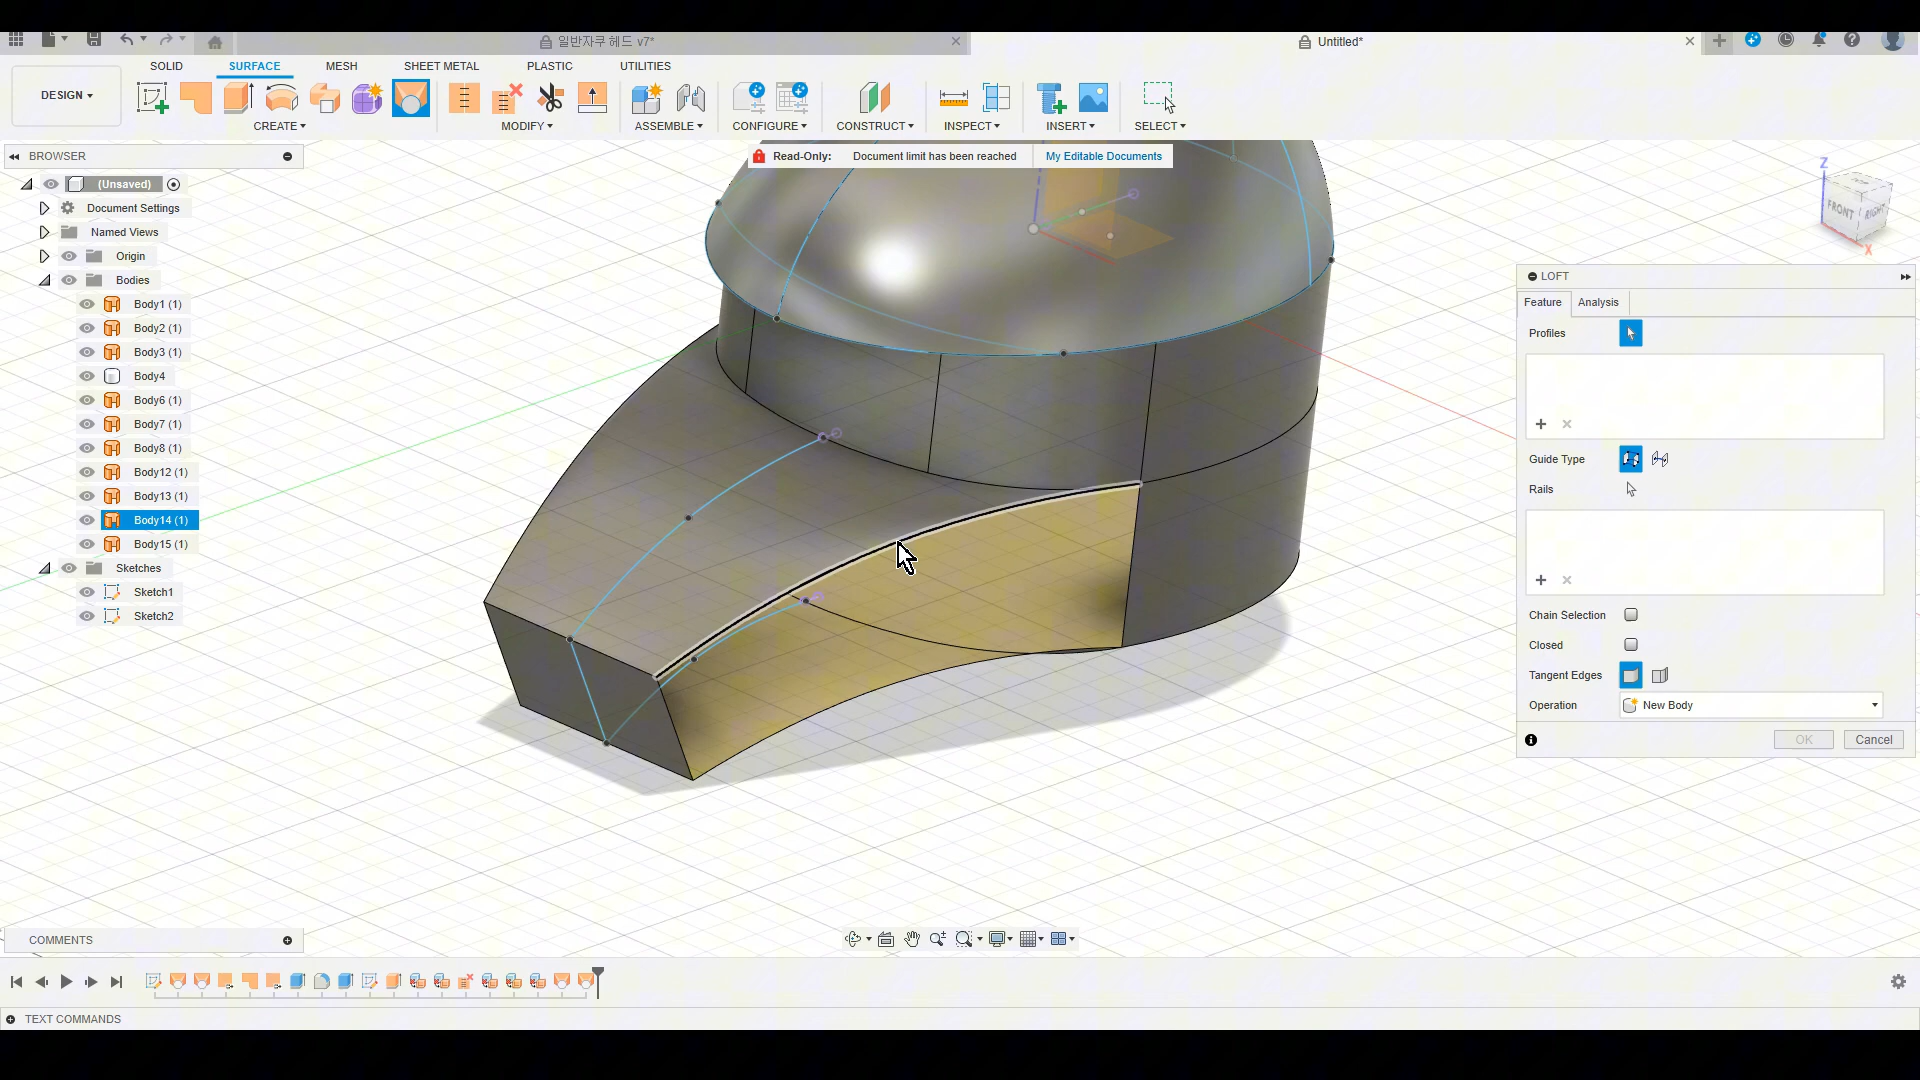 일반자쿠 헤드 v7*
Untitled*
SOLID
SURFACE
MESH
SHEET METAL
PLASTIC
UTILITIES
DESIGN
CREATE
MODIFY
ASSEMBLE
CONFIGURE
CONSTRUCT
INSPECT
INSERT
SELECT
BROWSER
Read-Only: Document limit has been reached
My Editable Documents
(Unsaved)
Document Settings
Named Views
Origin
Bodies
Body1 (1)
Body2 (1)
Body3 (1)
Body4
Body6 (1)
Body7 (1)
Body8 (1)
Body12 (1)
Body13 (1)
Body14 (1)
Body15 (1)
Sketches
Sketch1
Sketch2
Z
FRONT
RIGHT
X
LOFT
Feature
Analysis
Profiles
Guide Type
Rails
Chain Selection
Closed
Tangent Edges
Operation
New Body
OK
Cancel
COMMENTS
TEXT COMMANDS